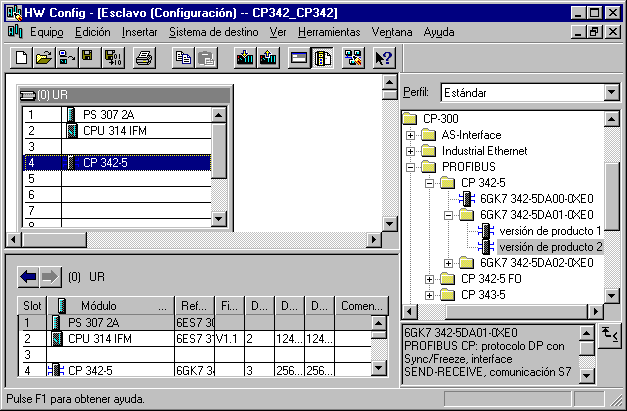 HW Config - [Esclavo (Configuración) -- CP342_CP342]
Equipo Edición Insertar Sistema de destino Ver Herramientas Ventana Ayuda
(0) UR
1 PS 307 2A
2 CPU 314 IFM
3
4 CP 342-5
5
6
7
8
Perfil: Estándar
CP-300
AS-Interface
Industrial Ethernet
PROFIBUS
CP 342-5
6GK7 342-5DA00-0XE0
6GK7 342-5DA01-0XE0
versión de producto 1
versión de producto 2
6GK7 342-5DA02-0XE0
CP 342-5 FO
CP 343-5
(0) UR
Slot Módulo ... Ref... Fi... D... D... D... Comen...
1 PS 307 2A 6ES7 30
2 CPU 314 IFM 6ES7 31 V1.1 2 124... 124...
3
4 CP 342-5 6GK7 34 3 256... 256...
6GK7 342-5DA01-0XE0
PROFIBUS CP: protocolo DP con
Sync/Freeze, interface
SEND-RECEIVE, comunicación S7
Pulse F1 para obtener ayuda.